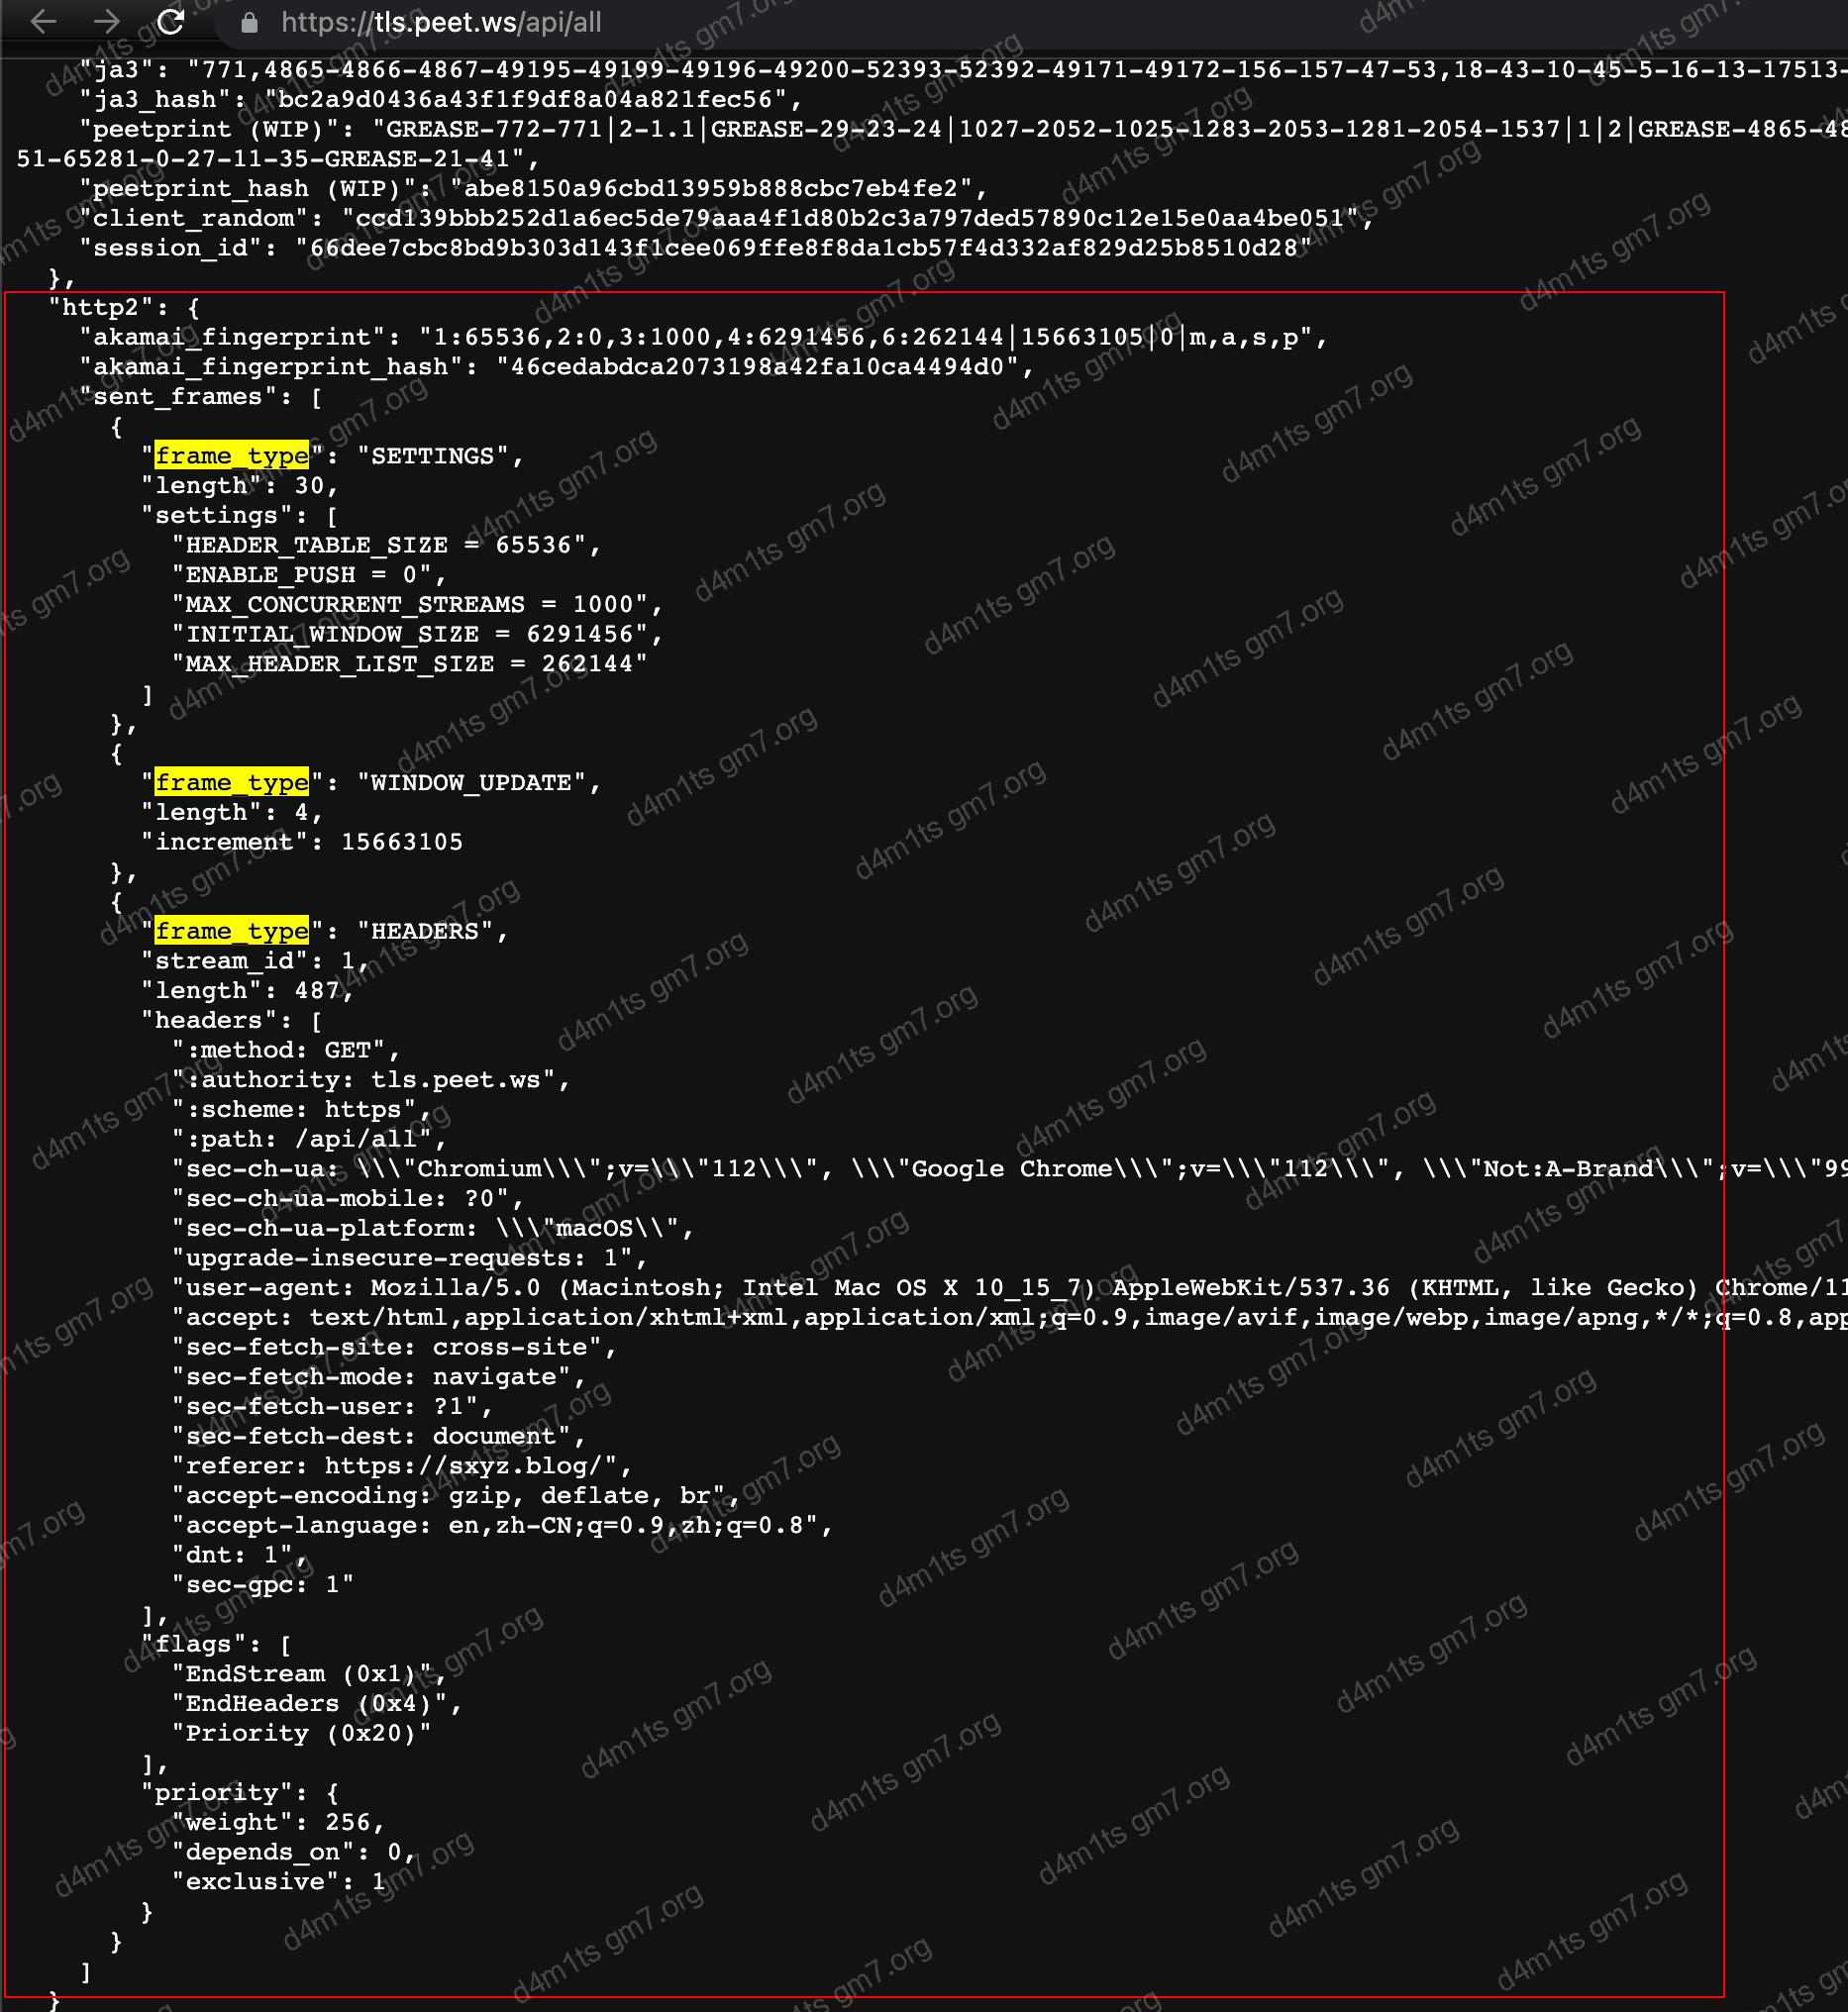 https://tls.peet.ws/api/all
"ja3": "771,4865-4866-4867-49195-49199-49196-49200-52393-52392-49171-49172-156-157-47-53,18-43-10-45-5-16-13-17513-
"ja3_hash": "bc2a9d0436a43f1f9df8a04a821fec56",
"peetprint (WIP)": "GREASE-772-771|2-1.1|GREASE-29-23-24|1027-2052-1025-1283-2053-1281-2054-1537|1|2|GREASE-4865-48
51-65281-0-27-11-35-GREASE-21-41",
"peetprint_hash (WIP)": "abe8150a96cbd13959b888cbc7eb4fe2",
"client_random": "ccd139bbb252d1a6ec5de79aaa4f1d80b2c3a797ded57890c12e15e0aa4be051",
"session_id": "66dee7cbc8bd9b303d143f1cee069ffe8f8da1cb57f4d332af829d25b8510d28"
},
"http2": {
"akamai_fingerprint": "1:65536,2:0,3:1000,4:6291456,6:262144|15663105|0|m,a,s,p",
"akamai_fingerprint_hash": "46cedabdca2073198a42fa10ca4494d0",
"sent_frames": [
{
"frame_type": "SETTINGS",
"length": 30,
"settings": [
"HEADER_TABLE_SIZE = 65536",
"ENABLE_PUSH = 0",
"MAX_CONCURRENT_STREAMS = 1000",
"INITIAL_WINDOW_SIZE = 6291456",
"MAX_HEADER_LIST_SIZE = 262144"
]
},
{
"frame_type": "WINDOW_UPDATE",
"length": 4,
"increment": 15663105
},
{
"frame_type": "HEADERS",
"stream_id": 1,
"length": 487,
"headers": [
":method: GET",
":authority: tls.peet.ws",
":scheme: https",
":path: /api/all",
"sec-ch-ua: \\\"Chromium\\\";v=\\\"112\\\", \\\"Google Chrome\\\";v=\\\"112\\\", \\\"Not:A-Brand\\\";v=\\\"99
"sec-ch-ua-mobile: ?0",
"sec-ch-ua-platform: \\\"macOS\\",
"upgrade-insecure-requests: 1",
"user-agent: Mozilla/5.0 (Macintosh; Intel Mac OS X 10_15_7) AppleWebKit/537.36 (KHTML, like Gecko) Chrome/11
"accept: text/html,application/xhtml+xml,application/xml;q=0.9,image/avif,image/webp,image/apng,*/*;q=0.8,app
"sec-fetch-site: cross-site",
"sec-fetch-mode: navigate",
"sec-fetch-user: ?1",
"sec-fetch-dest: document",
"referer: https://sxyz.blog/",
"accept-encoding: gzip, deflate, br",
"accept-language: en,zh-CN;q=0.9,zh;q=0.8",
"dnt: 1",
"sec-gpc: 1"
],
"flags": [
"EndStream (0x1)",
"EndHeaders (0x4)",
"Priority (0x20)"
],
"priority": {
"weight": 256,
"depends_on": 0,
"exclusive": 1
}
}
]
}
d4m1ts gm7.org